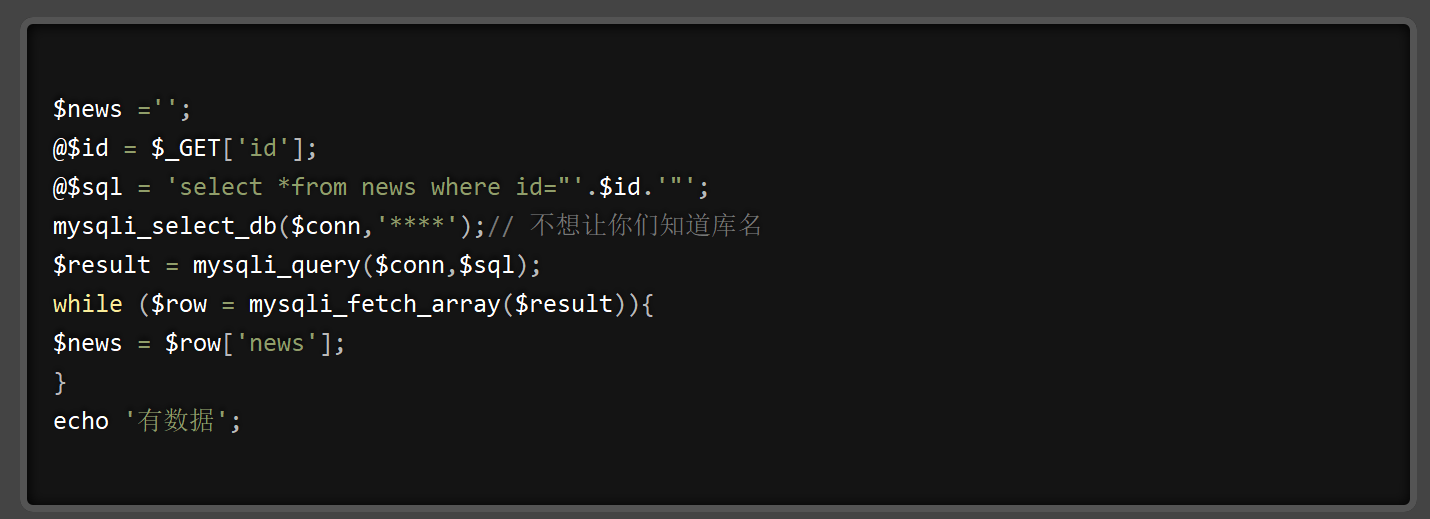 $news ='';
@$id = $_GET['id'];
@$sql = 'select *from news where id="'.$id.'"';
mysqli_select_db($conn,'****');// 不想让你们知道库名
$result = mysqli_query($conn,$sql);
while ($row = mysqli_fetch_array($result)){
$news = $row['news'];
}
echo '有数据';